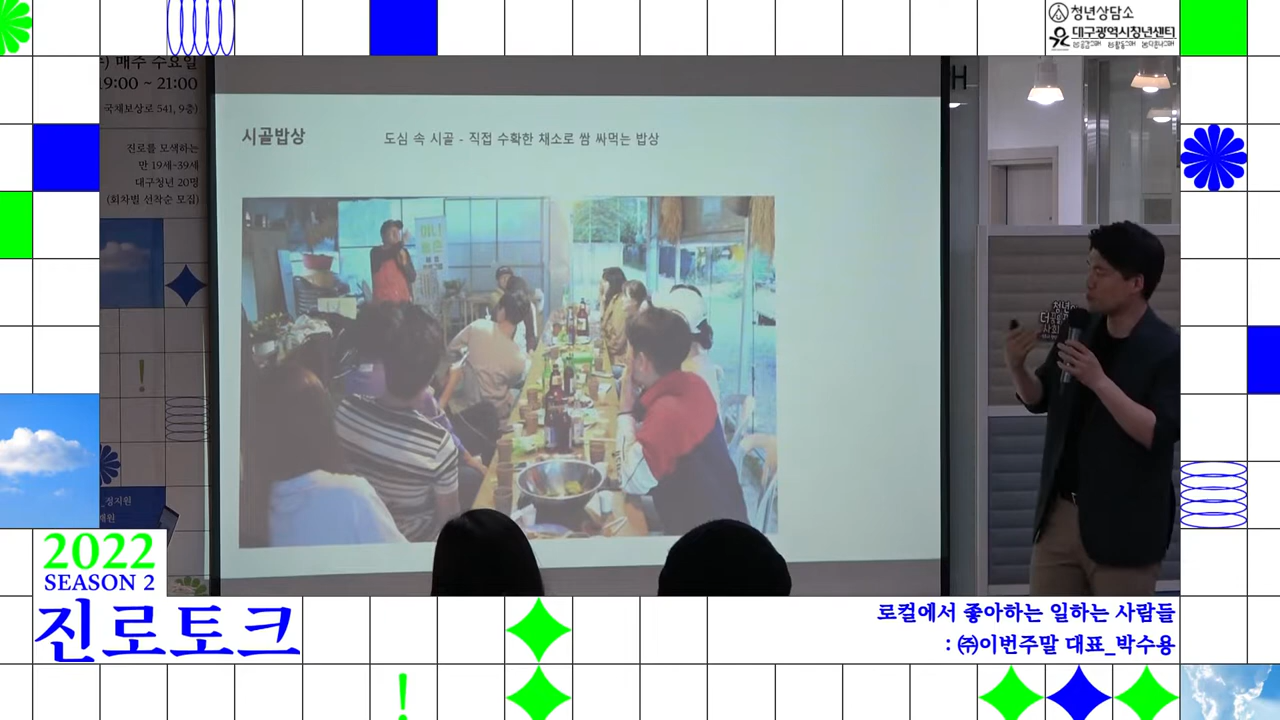 청년상담소
대구광역시청년센터
매주 수요일
19:00 ~ 21:00
국채보상로 541, 9층)
진로를 모색하는
만 19세-39세
대구청년 20명
(회차별 선착순 모집)
시골밥상
도심 속 시골 - 직접 수확한 채소로 쌈 싸먹는 밥상
H
2022
SEASON 2
진로토크
로컬에서 좋아하는 일하는 사람들
: ㈜이번주말 대표_박수용